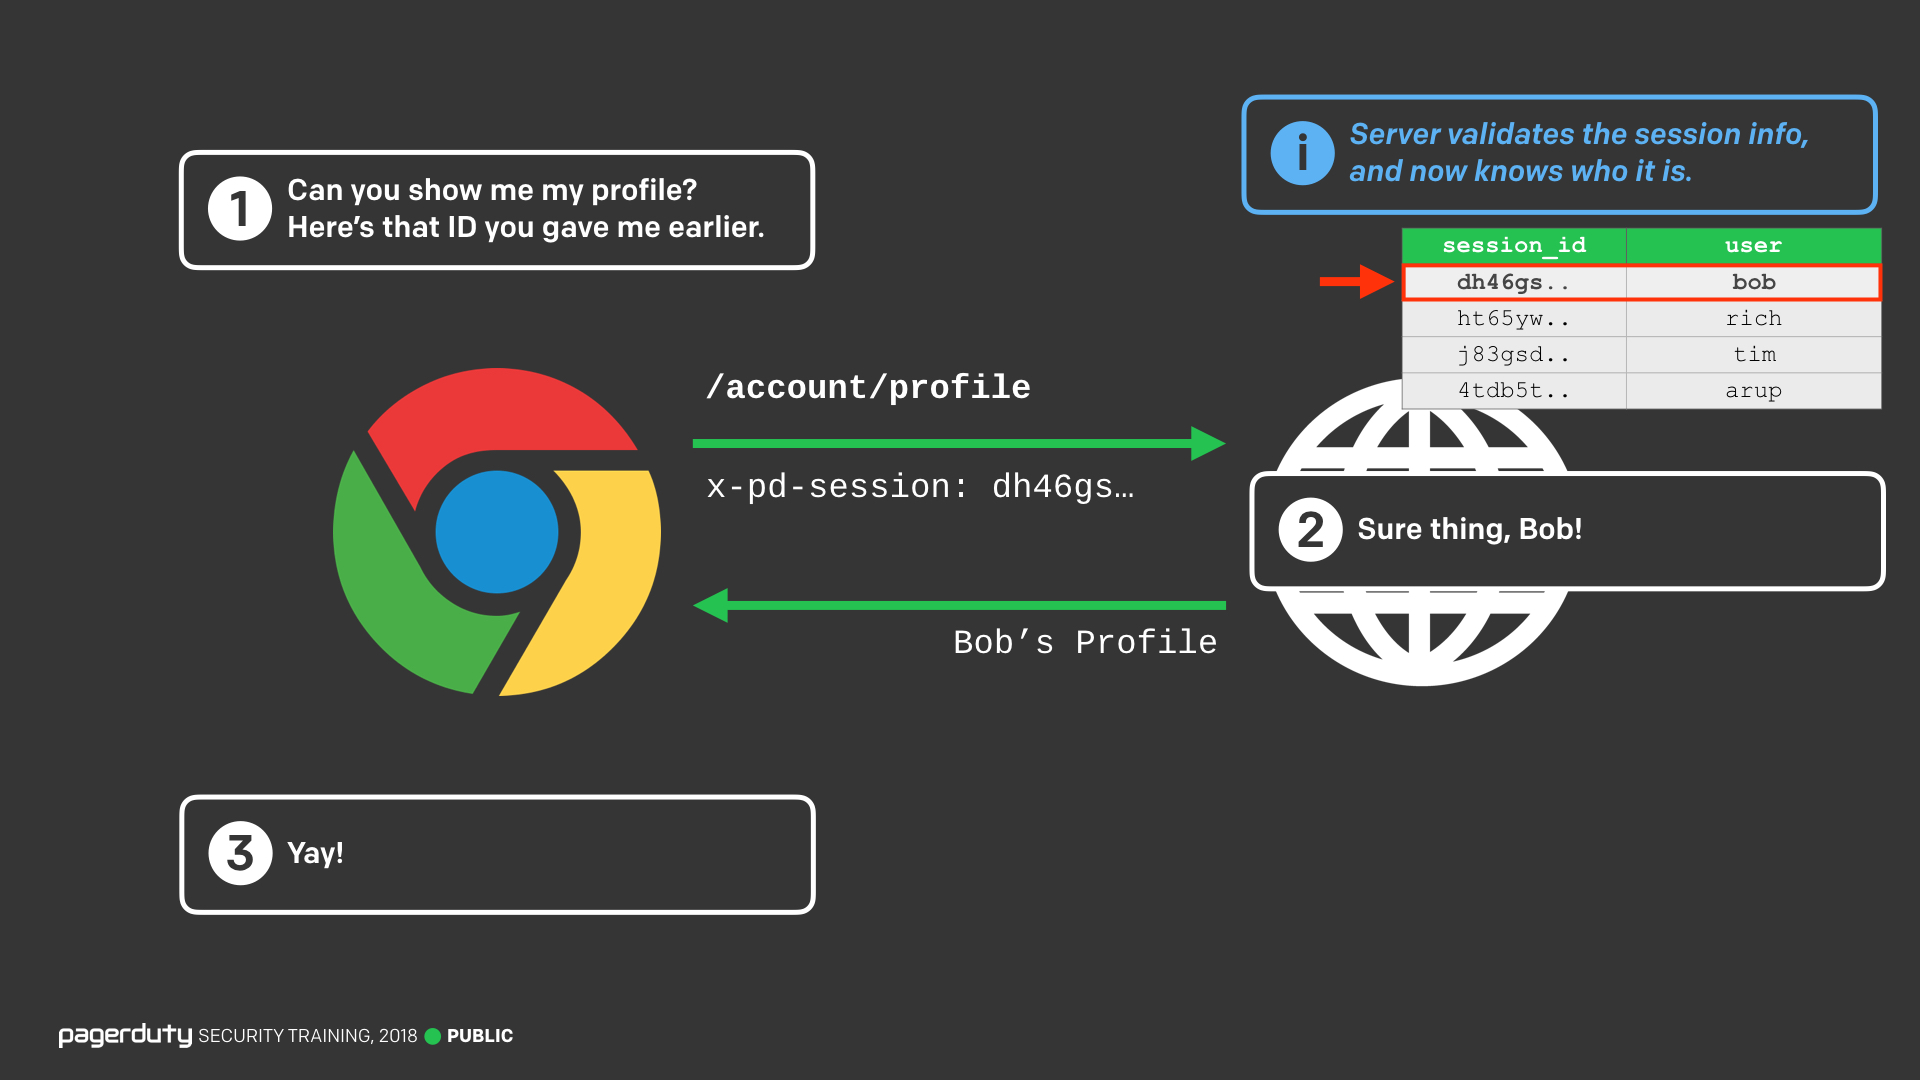 1 Can you show me my profile?
Here's that ID you gave me earlier.
i Server validates the session info,
and now knows who it is.
session_id user
dh46gs.. bob
ht65yw.. rich
j83gsd.. tim
4tdb5t.. arup
/account/profile
x-pd-session: dh46gs…
2 Sure thing, Bob!
Bob’s Profile
3 Yay!
pagerduty SECURITY TRAINING, 2018 PUBLIC